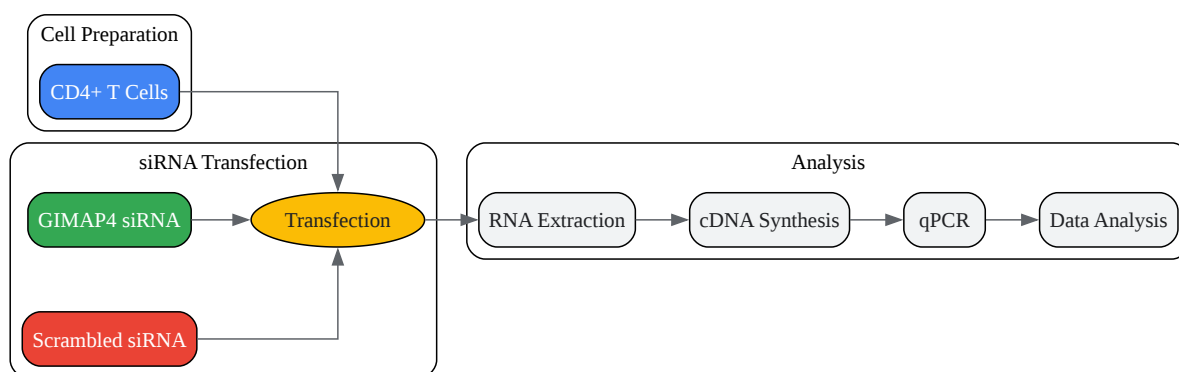 Cell Preparation
CD4+ T Cells
siRNA Transfection
GIMAP4 siRNA
Transfection
Scrambled siRNA
Analysis
RNA Extraction
cDNA Synthesis
qPCR
Data Analysis